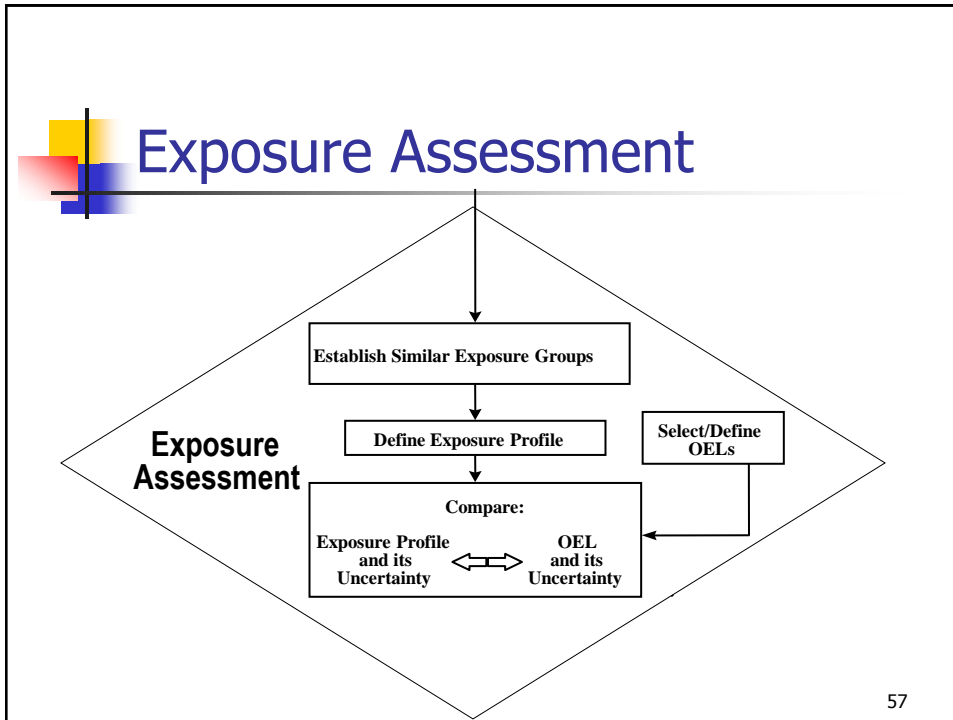 Exposure Assessment
Establish Similar Exposure Groups
Define Exposure Profile
Select/Define
OELs
Exposure
Assessment
Compare:
Exposure Profile
and its
Uncertainty
OEL
and its
Uncertainty
57